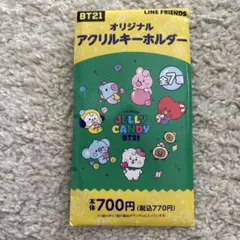 BT21
LINE FRIENDS
オリジナル
アクリルキーホルダー
全7種
JELLY
CANDY
BT21
本体700円(税込770円)